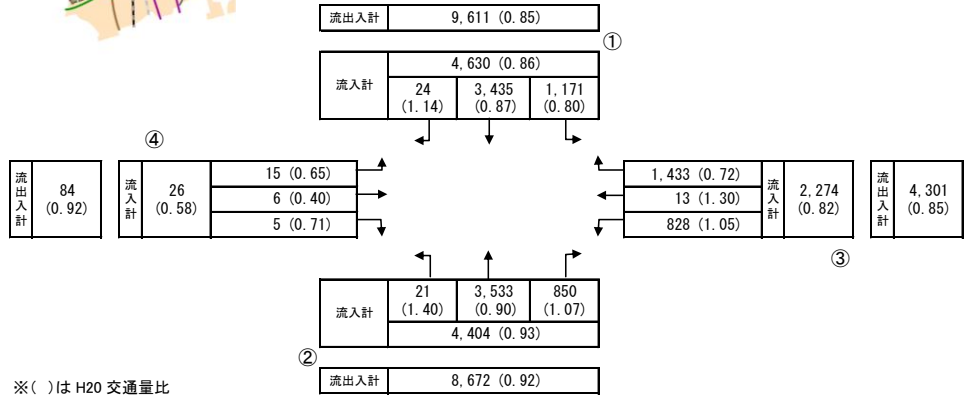 流出入計 9,611 (0.85)
①
流入計 4,630 (0.86)
24 (1.14) 3,435 (0.87) 1,171 (0.80)
④
流出入計 84 (0.92)
流入計 26 (0.58)
15 (0.65)
6 (0.40)
5 (0.71)
1,433 (0.72)
13 (1.30)
828 (1.05)
流入計 2,274 (0.82)
流出入計 4,301 (0.85)
③
流入計 21 (1.40) 3,533 (0.90) 850 (1.07)
4,404 (0.93)
②
流出入計 8,672 (0.92)
※( )は H20 交通量比